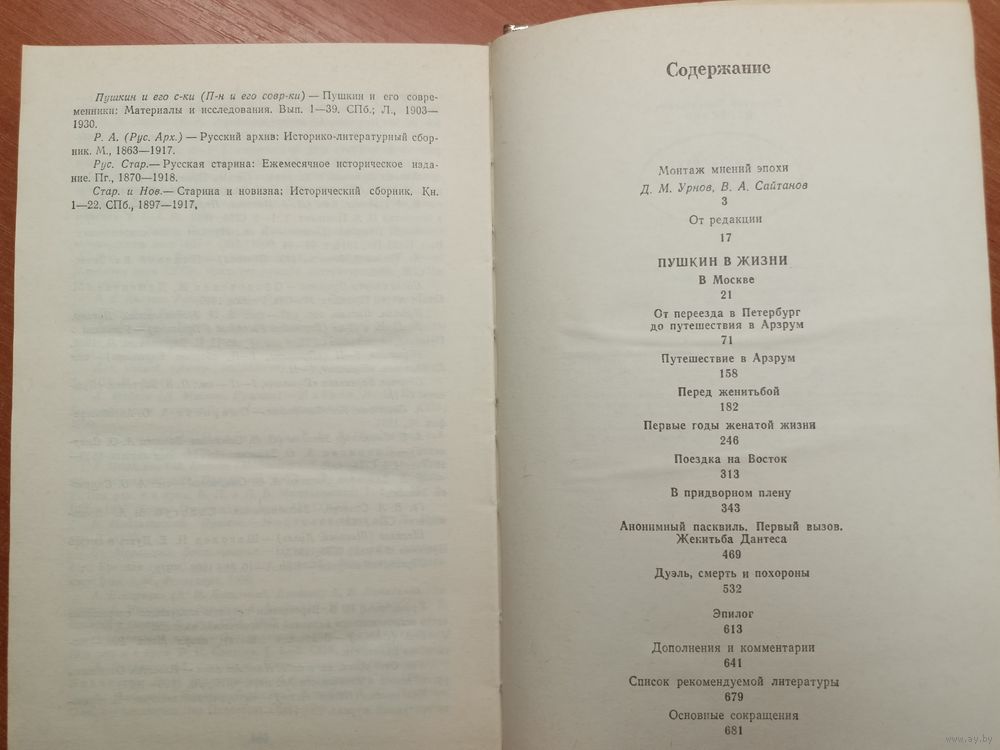 Пушкин и его с-ки (П-н и его совр-ки) — Пушкин и его совре-
менники: Материалы и исследования. Вып. 1—39. СПб.; Л., 1903—
1930.
Р. А. (Рус. Арх.) — Русский архив: Историко-литературный сбор-
ник. М., 1863—1917.
Рус. Стар.— Русская старина: Ежемесячное историческое изда-
ние. Пг., 1870—1918.
Стар. и Нов.— Старина и новизна: Исторический сборник. Кн.
1—22. СПб., 1897—1917,
Содержание
Монтаж мнений эпохи
Д. М. Урнов, В. А. Сайтанов
3
От редакции
17
ПУШКИН В ЖИЗНИ
В Москве
21
От переезда в Петербург
до путешествия в Арзрум
71
Путешествие в Арзрум
158
Перед женитьбой
182
Первые годы женатой жизни
246
Поездка на Восток
313
В придворном плену
343
Анонимный пасквиль. Первый вызов.
Жекитьба Дантеса
469
Дуэль, смерть и похороны
532
Эпилог
613
Дополнения и комментарии
641
Список рекомендуемой литературы
679
Основные сокращения
681
www.ay.by